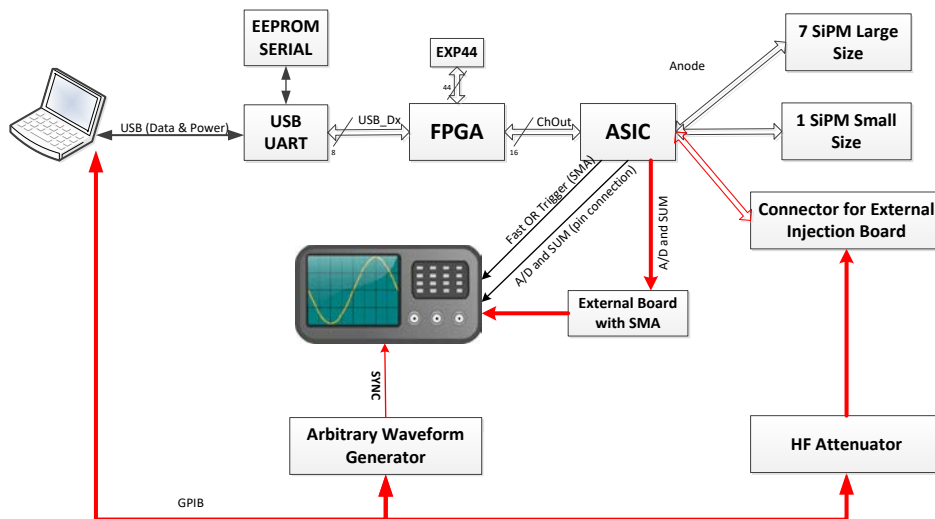 EEPROM
SERIAL
EXP44
7 SiPM Large
Size
Anode
44
USB (Data & Power)
USB
UART
USB_Dx
8
FPGA
ChOut
16
ASIC
1 SiPM Small
Size
Fast OR Trigger (SMA)
A/D and SUM (pin connection)
A/D and SUM
Connector for External
Injection Board
External Board
with SMA
SYNC
Arbitrary Waveform
Generator
HF Attenuator
GPIB